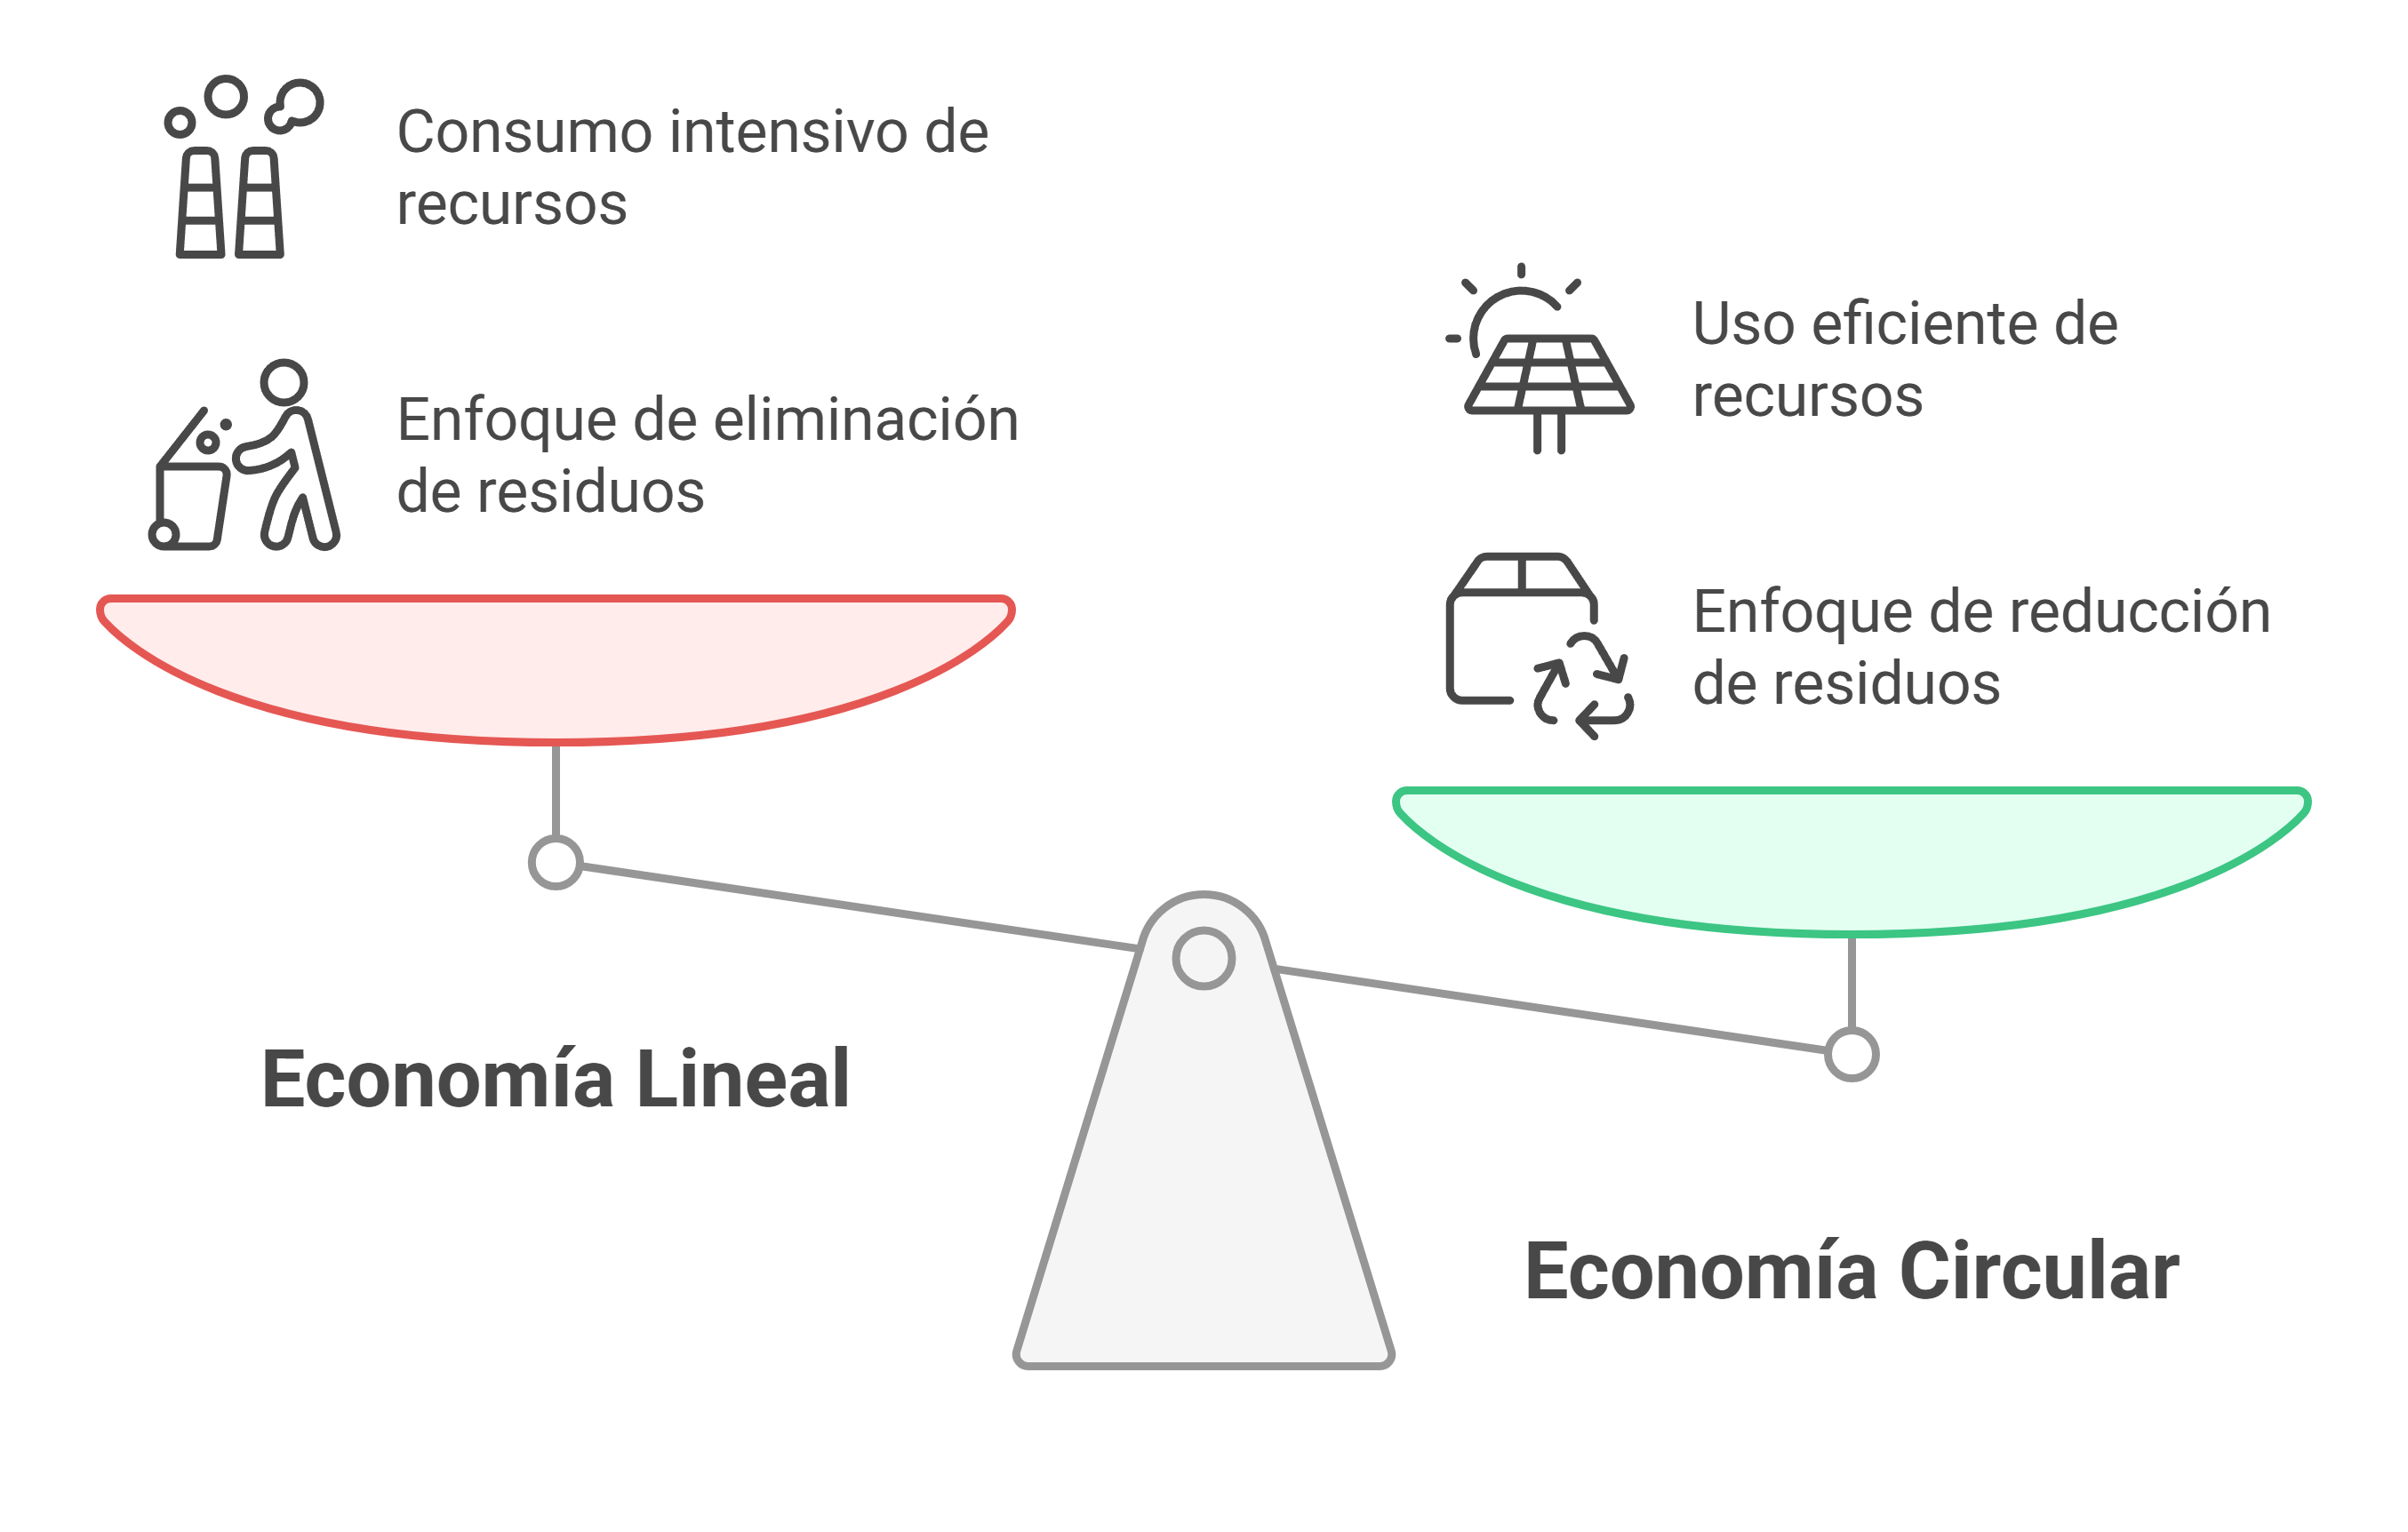 Consumo intensivo de
recursos
Enfoque de eliminación
de residuos
Economía Lineal
Uso eficiente de
recursos
Enfoque de reducción
de residuos
Economía Circular